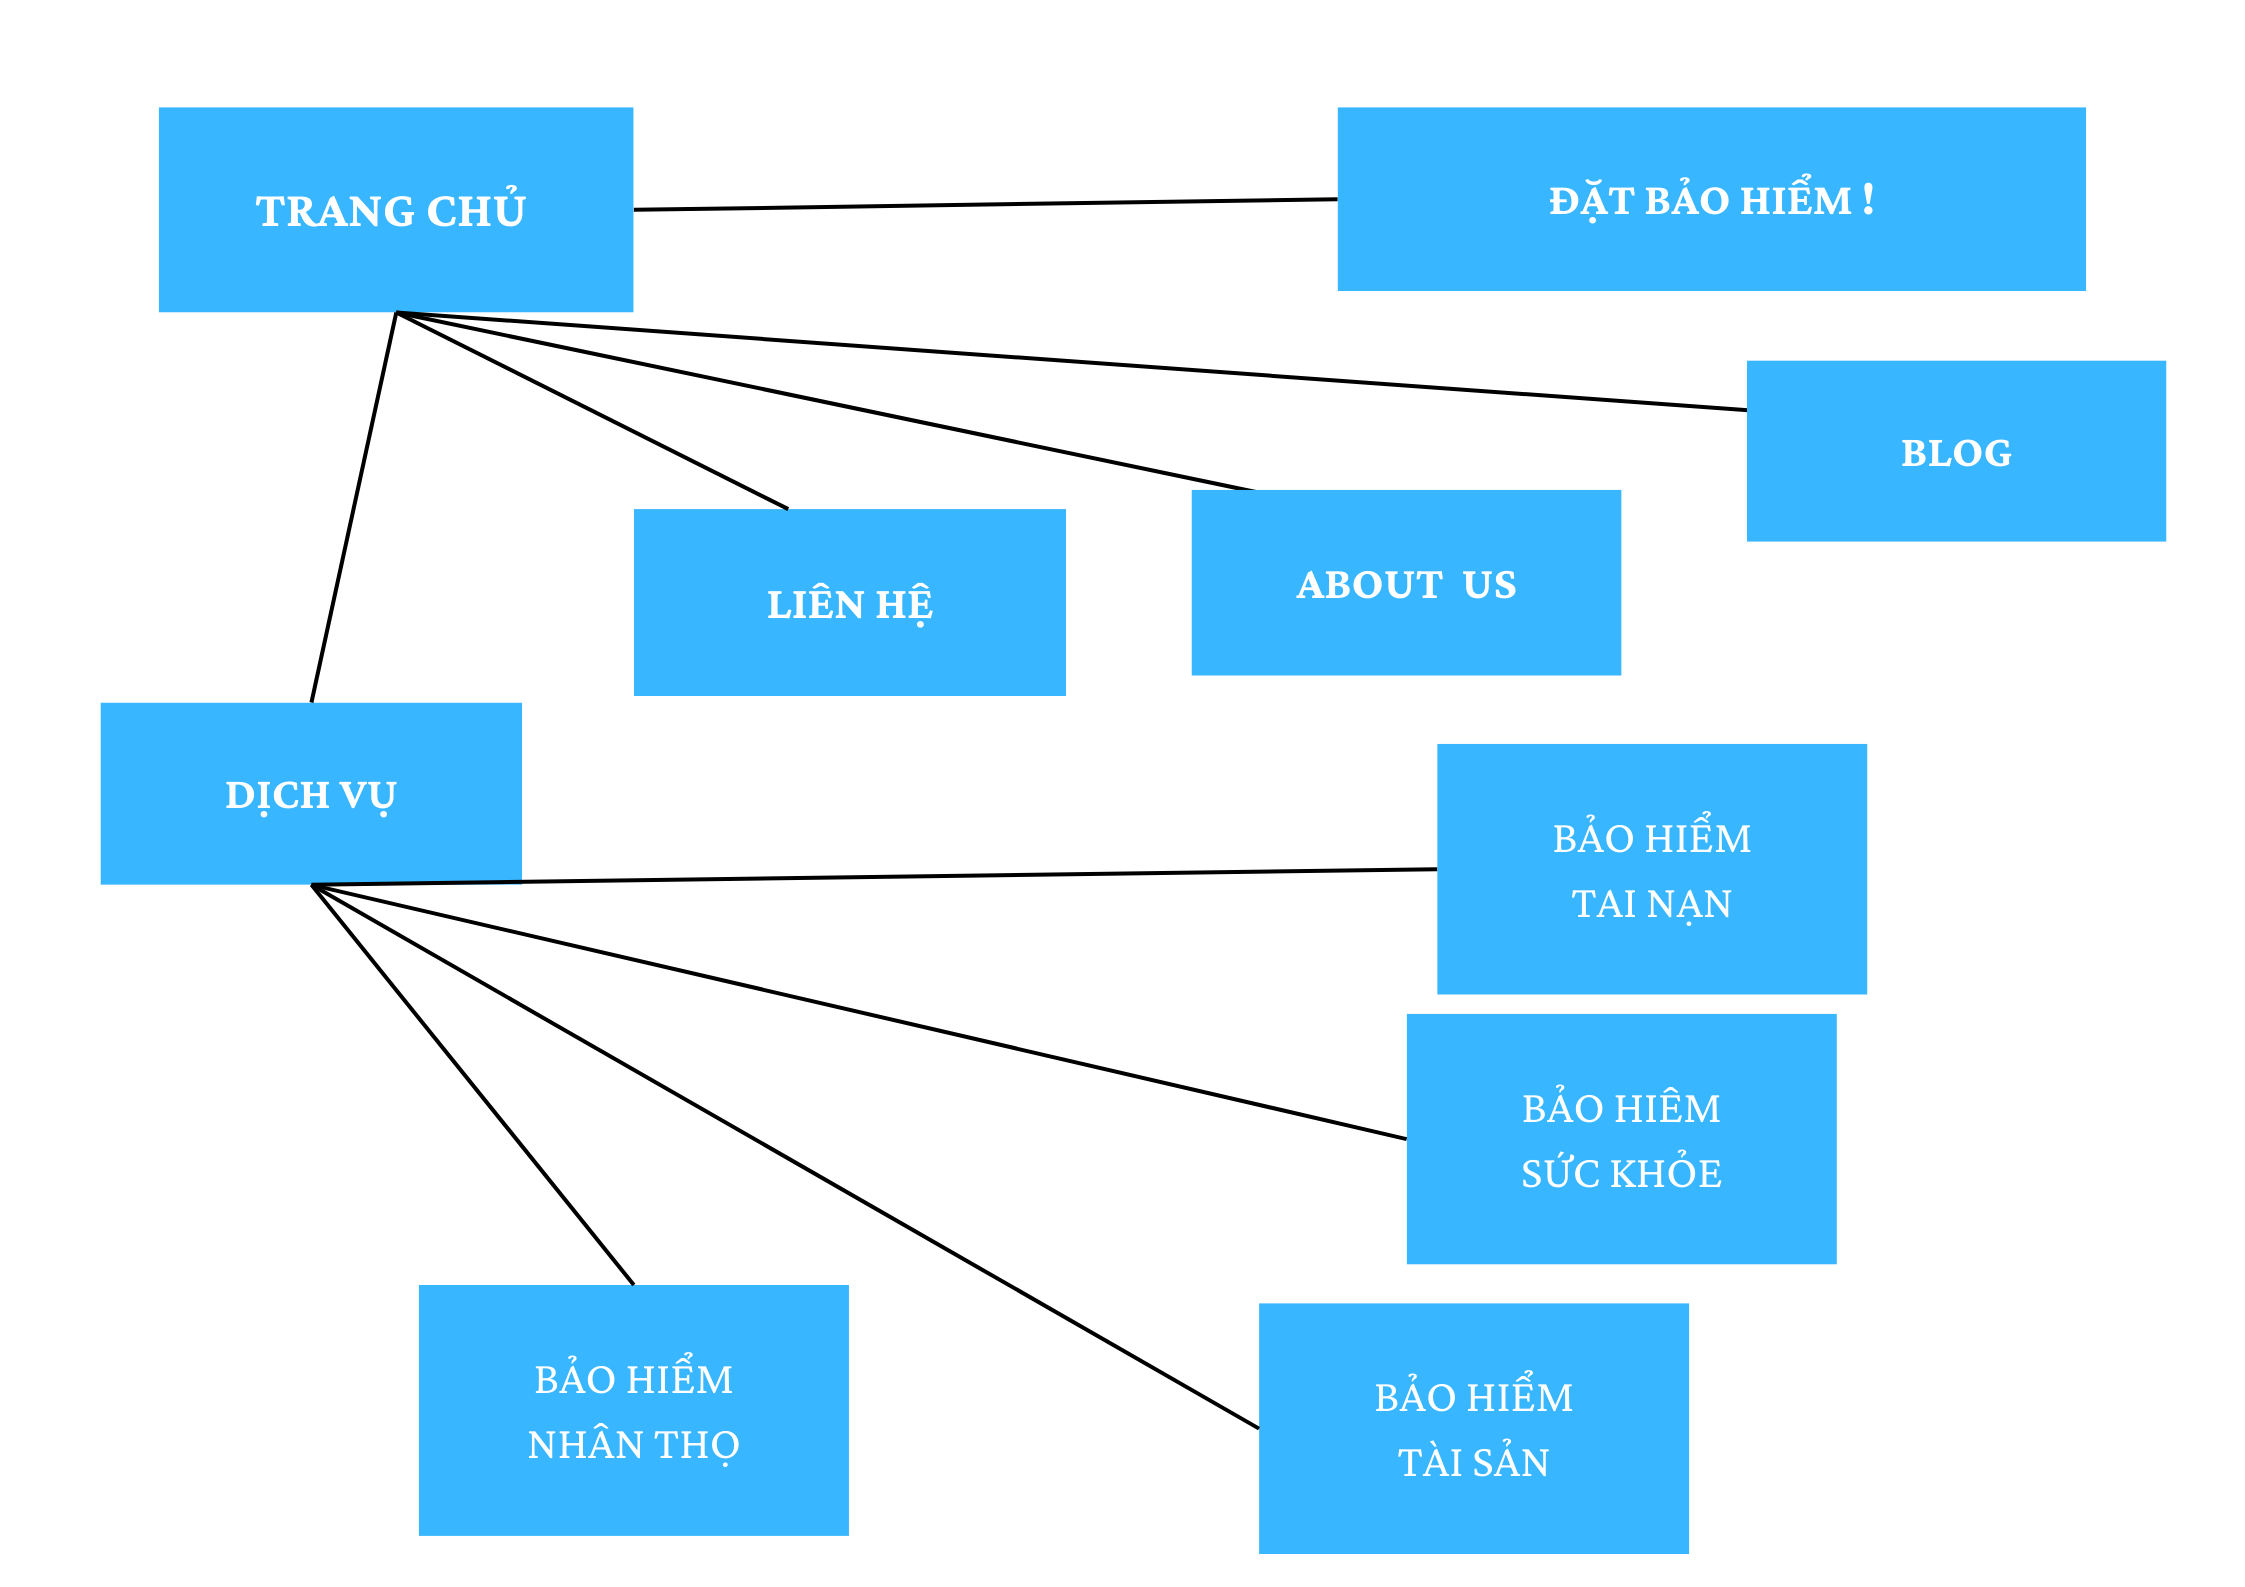 TRANG CHỦ
ĐẶT BẢO HIỂM !
BLOG
ABOUT US
LIÊN HỆ
DỊCH VỤ
BẢO HIỂM
TAI NẠN
BẢO HIÊM
SỨC KHỎE
BẢO HIỂM
NHÂN THỌ
BẢO HIỂM
TÀI SẢN